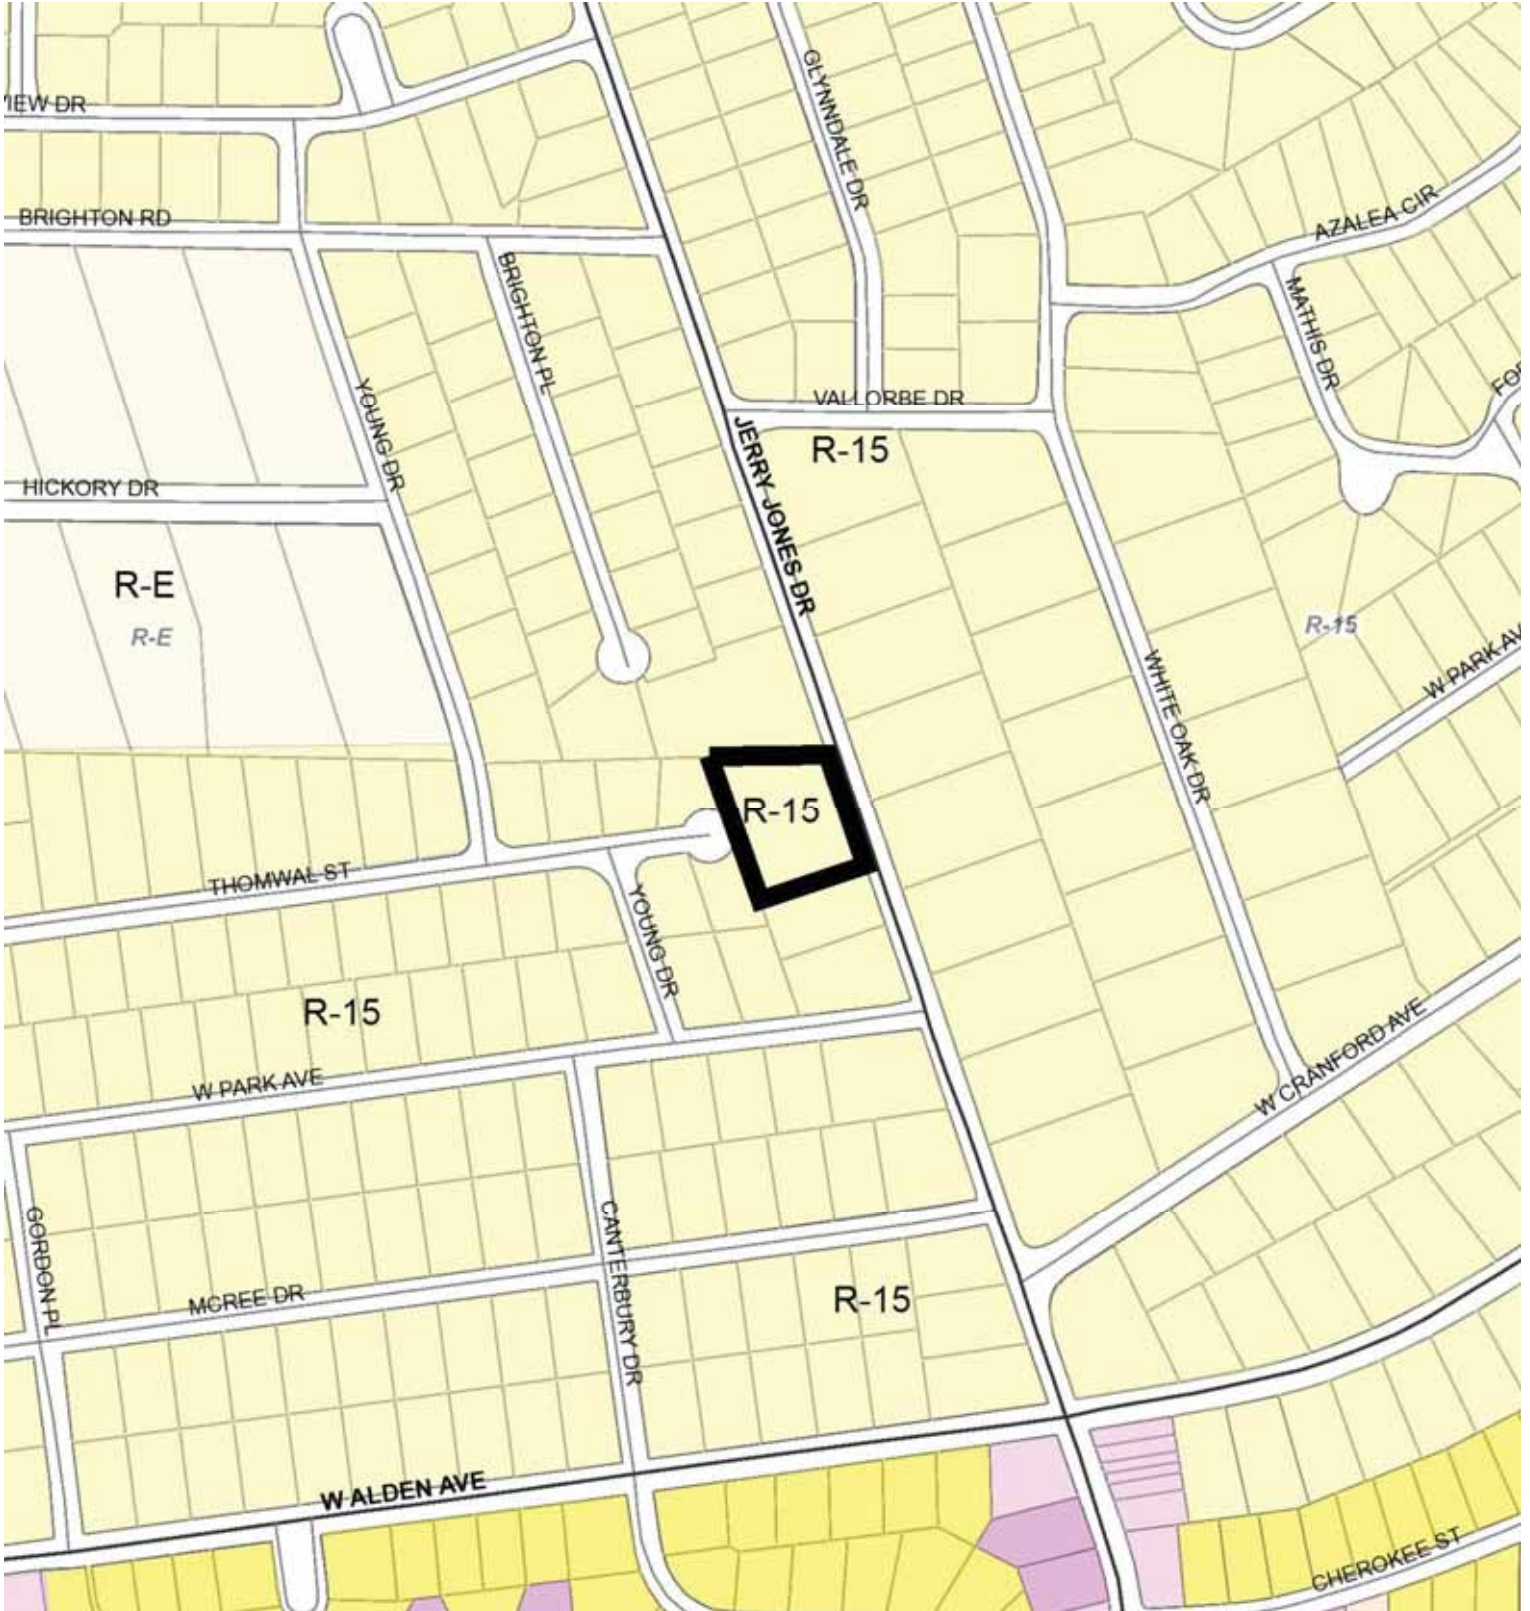 GLYNNDALE DR
IEW DR
BRIGHTON RD
AZALEA CIR
BRIGHTON PL
MATHIS DR
YOUNG DR
VALLORBE DR
FO
JERRY JONES DR
R-15
HICKORY DR
R-E
R-E
R-15
WHITE OAK DR
W PARK AV
R-15
THOMWAL ST
YOUNG DR
R-15
W PARK AVE
W CRANFORD AVE
GORDON PL
CANTERBURY DR
MCREE DR
R-15
W ALDEN AVE
CHEROKEE ST